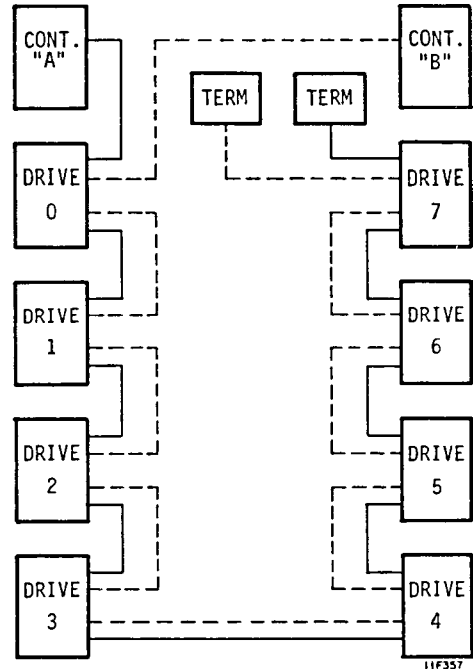 CONT.
"A"
CONT.
"B"
TERM
TERM
DRIVE
0
DRIVE
7
DRIVE
1
DRIVE
6
DRIVE
2
DRIVE
5
DRIVE
3
DRIVE
4
11F357